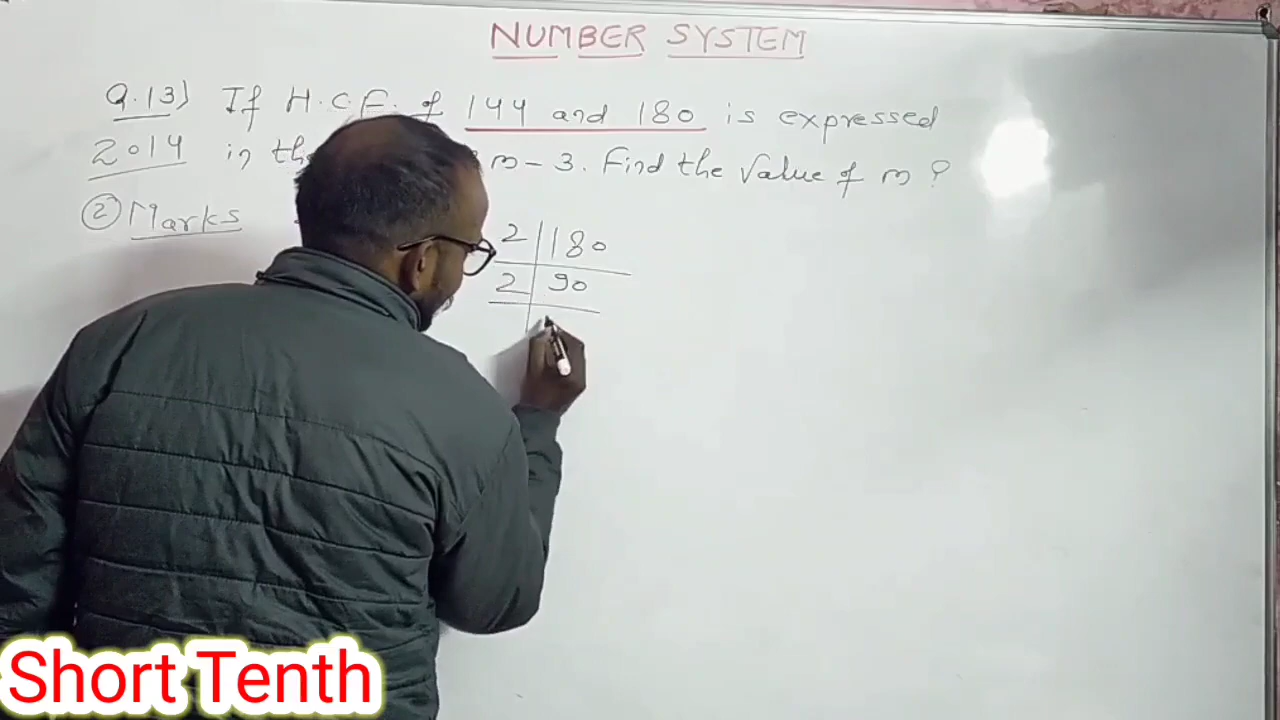 NUMBER SYSTEM
Q.13) If H.C.F. of 144 and 180 is expressed
2014 in the m-3. Find the value of m?
② Marks
2 | 180
2 | 90
Short Tenth